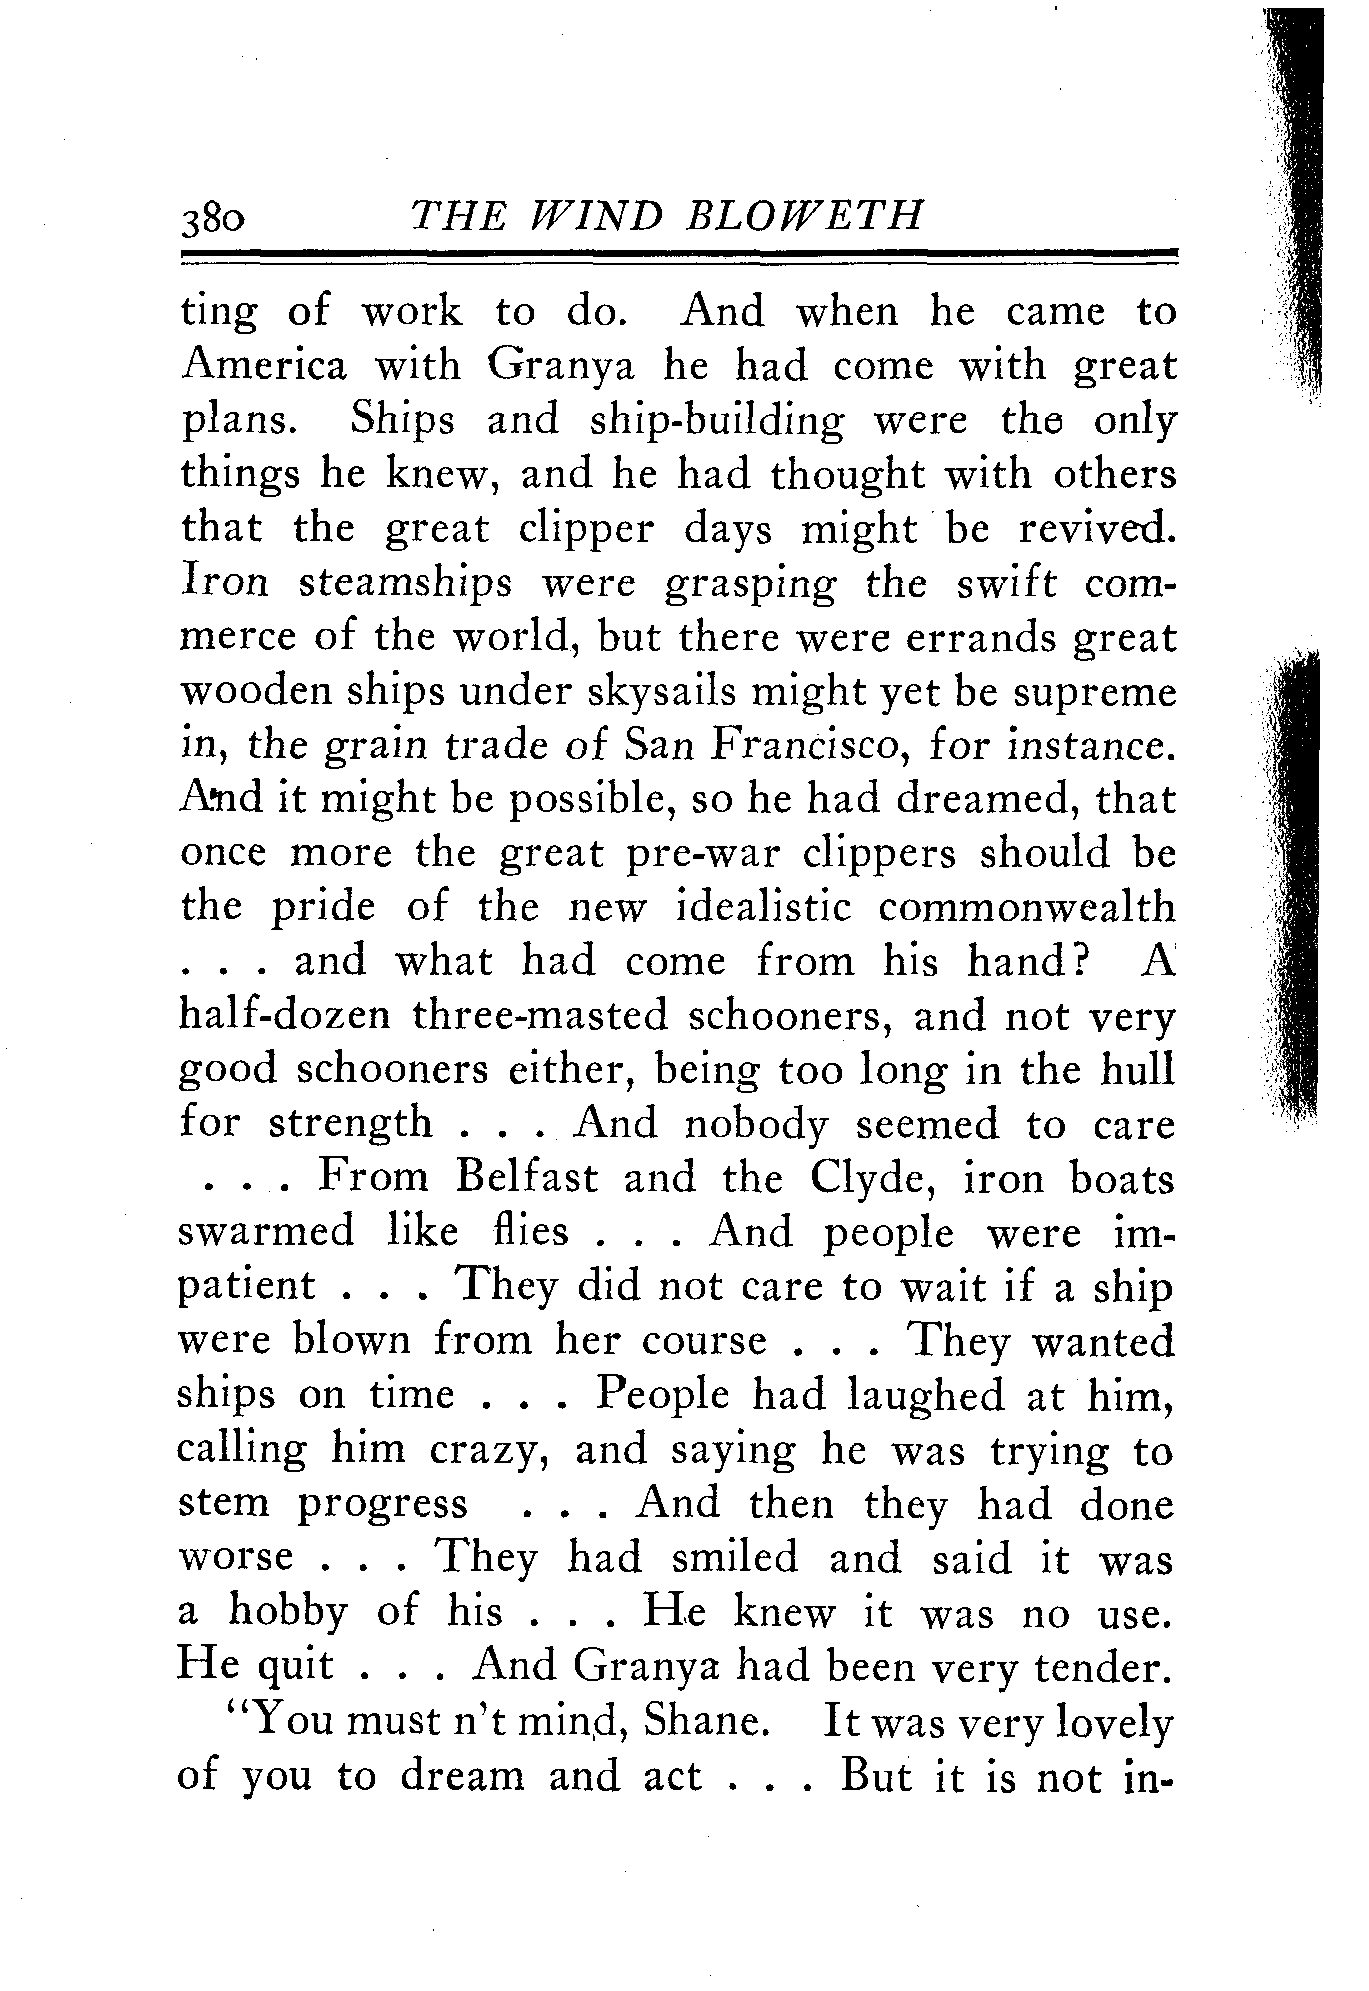 380 THE WIND BLOWETH
ting of work to do. And when he came to
America with Granya he had come with great
plans. Ships and ship-building were the only
things he knew, and he had thought with others
that the great clipper days might be revived.
Iron steamships were grasping the swift com-
merce of the world, but there were errands great
wooden ships under skysails might yet be supreme
in, the grain trade of San Francisco, for instance.
And it might be possible, so he had dreamed, that
once more the great pre-war clippers should be
the pride of the new idealistic commonwealth
. . . and what had come from his hand? A
half-dozen three-masted schooners, and not very
good schooners either, being too long in the hull
for strength . . . And nobody seemed to care
. . . From Belfast and the Clyde, iron boats
swarmed like flies . . . And people were im-
patient . . . They did not care to wait if a ship
were blown from her course . . . They wanted
ships on time . . . People had laughed at him,
calling him crazy, and saying he was trying to
stem progress . . . And then they had done
worse . . . They had smiled and said it was
a hobby of his . . . He knew it was no use.
He quit . . . And Granya had been very tender.
"You must n't mind, Shane. It was very lovely
of you to dream and act . . . But it is not in-